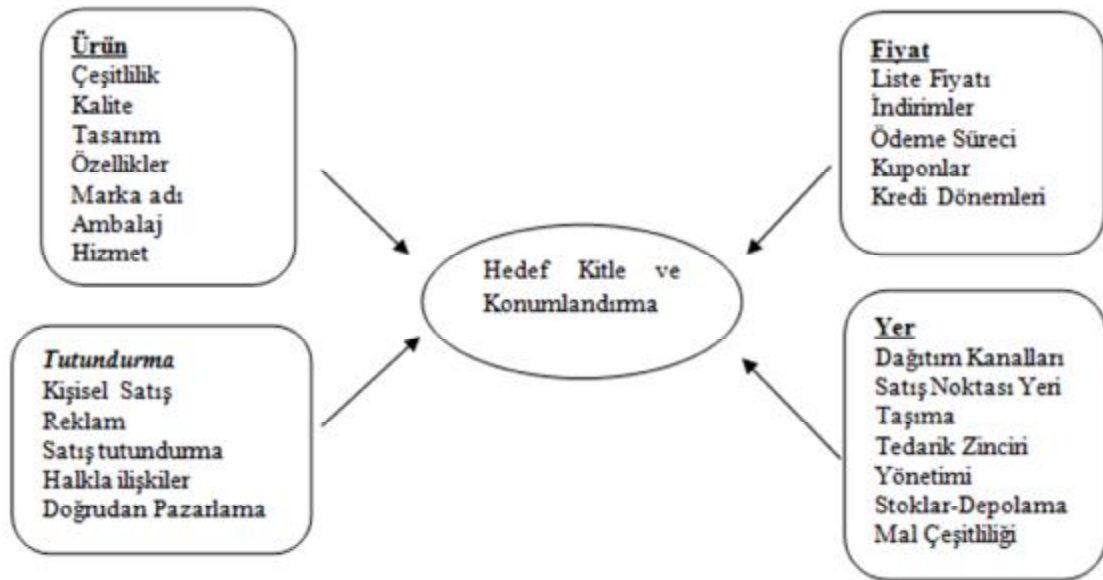 Ürün
Çeşitlilik
Kalite
Tasarım
Özellikler
Marka adı
Ambalaj
Hizmet
Fiyat
Liste Fiyatı
İndirimler
Ödeme Süreci
Kuponlar
Kredi Dönemleri
Hedef Kitle ve
Konumlandırma
Tutundurma
Kişisel Satış
Reklam
Satış tutundurma
Halkla ilişkiler
Doğrudan Pazarlama
Yer
Dağıtım Kanalları
Satış Noktası Yeri
Taşıma
Tedarik Zinciri
Yönetimi
Stoklar-Depolama
Mal Çeşitliliği